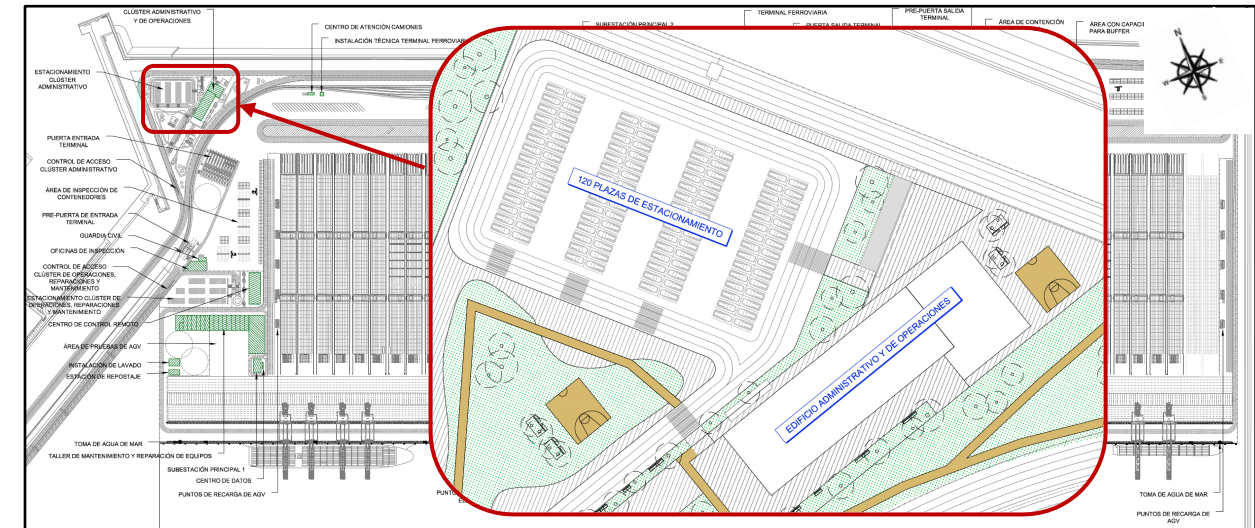 CLÚSTER ADMINISTRATIVO
Y DE OPERACIONES
CENTRO DE ATENCIÓN CAMIONES
INSTALACIÓN TÉCNICA TERMINAL FERROVIAR
SUBESTACIÓN PRINCIPAL 2
TERMINAL FERROVIARIA
PUERTA SALIDA TERMINAL
PRE-PUERTA SALIDA
TERMINAL
ÁREA DE CONTENCIÓN
ÁREA CON CAPACI
PARA BUFFER
N
E
S
W
ESTACIONAMIENTO
CLÚSTER
ADMINISTRATIVO
PUERTA ENTRADA
TERMINAL
CONTROL DE ACCESO
CLÚSTER ADMINISTRATIVO
ÁREA DE INSPECCIÓN DE
CONTENEDORES
PRE-PUERTA DE ENTRADA
TERMINAL
GUARDIA CIVIL
OFICINAS DE INSPECCIÓN
CONTROL DE ACCESO
CLÚSTER DE OPERACIONES,
REPARACIONES Y
MANTENIMIENTO
ESTACIONAMIENTO CLÚSTER DE
OPERACIONES, REPARACIONES
Y MANTENIMIENTO
CENTRO DE CONTROL REMOTO
ÁREA DE PRUEBAS DE AGV
INSTALACIÓN DE LAVADO
ESTACIÓN DE REPOSTAJE
TOMA DE AGUA DE MAR
TALLER DE MANTENIMIENTO Y REPARACIÓN DE EQUIPOS
SUBESTACIÓN PRINCIPAL 1
CENTRO DE DATOS
PUNTOS DE RECARGA DE AGV
120 PLAZAS DE ESTACIONAMIENTO
EDIFICIO ADMINISTRATIVO Y DE OPERACIONES
PUNTO
TOMA DE AGUA DE MAR
PUNTOS DE RECARGA DE
AGV